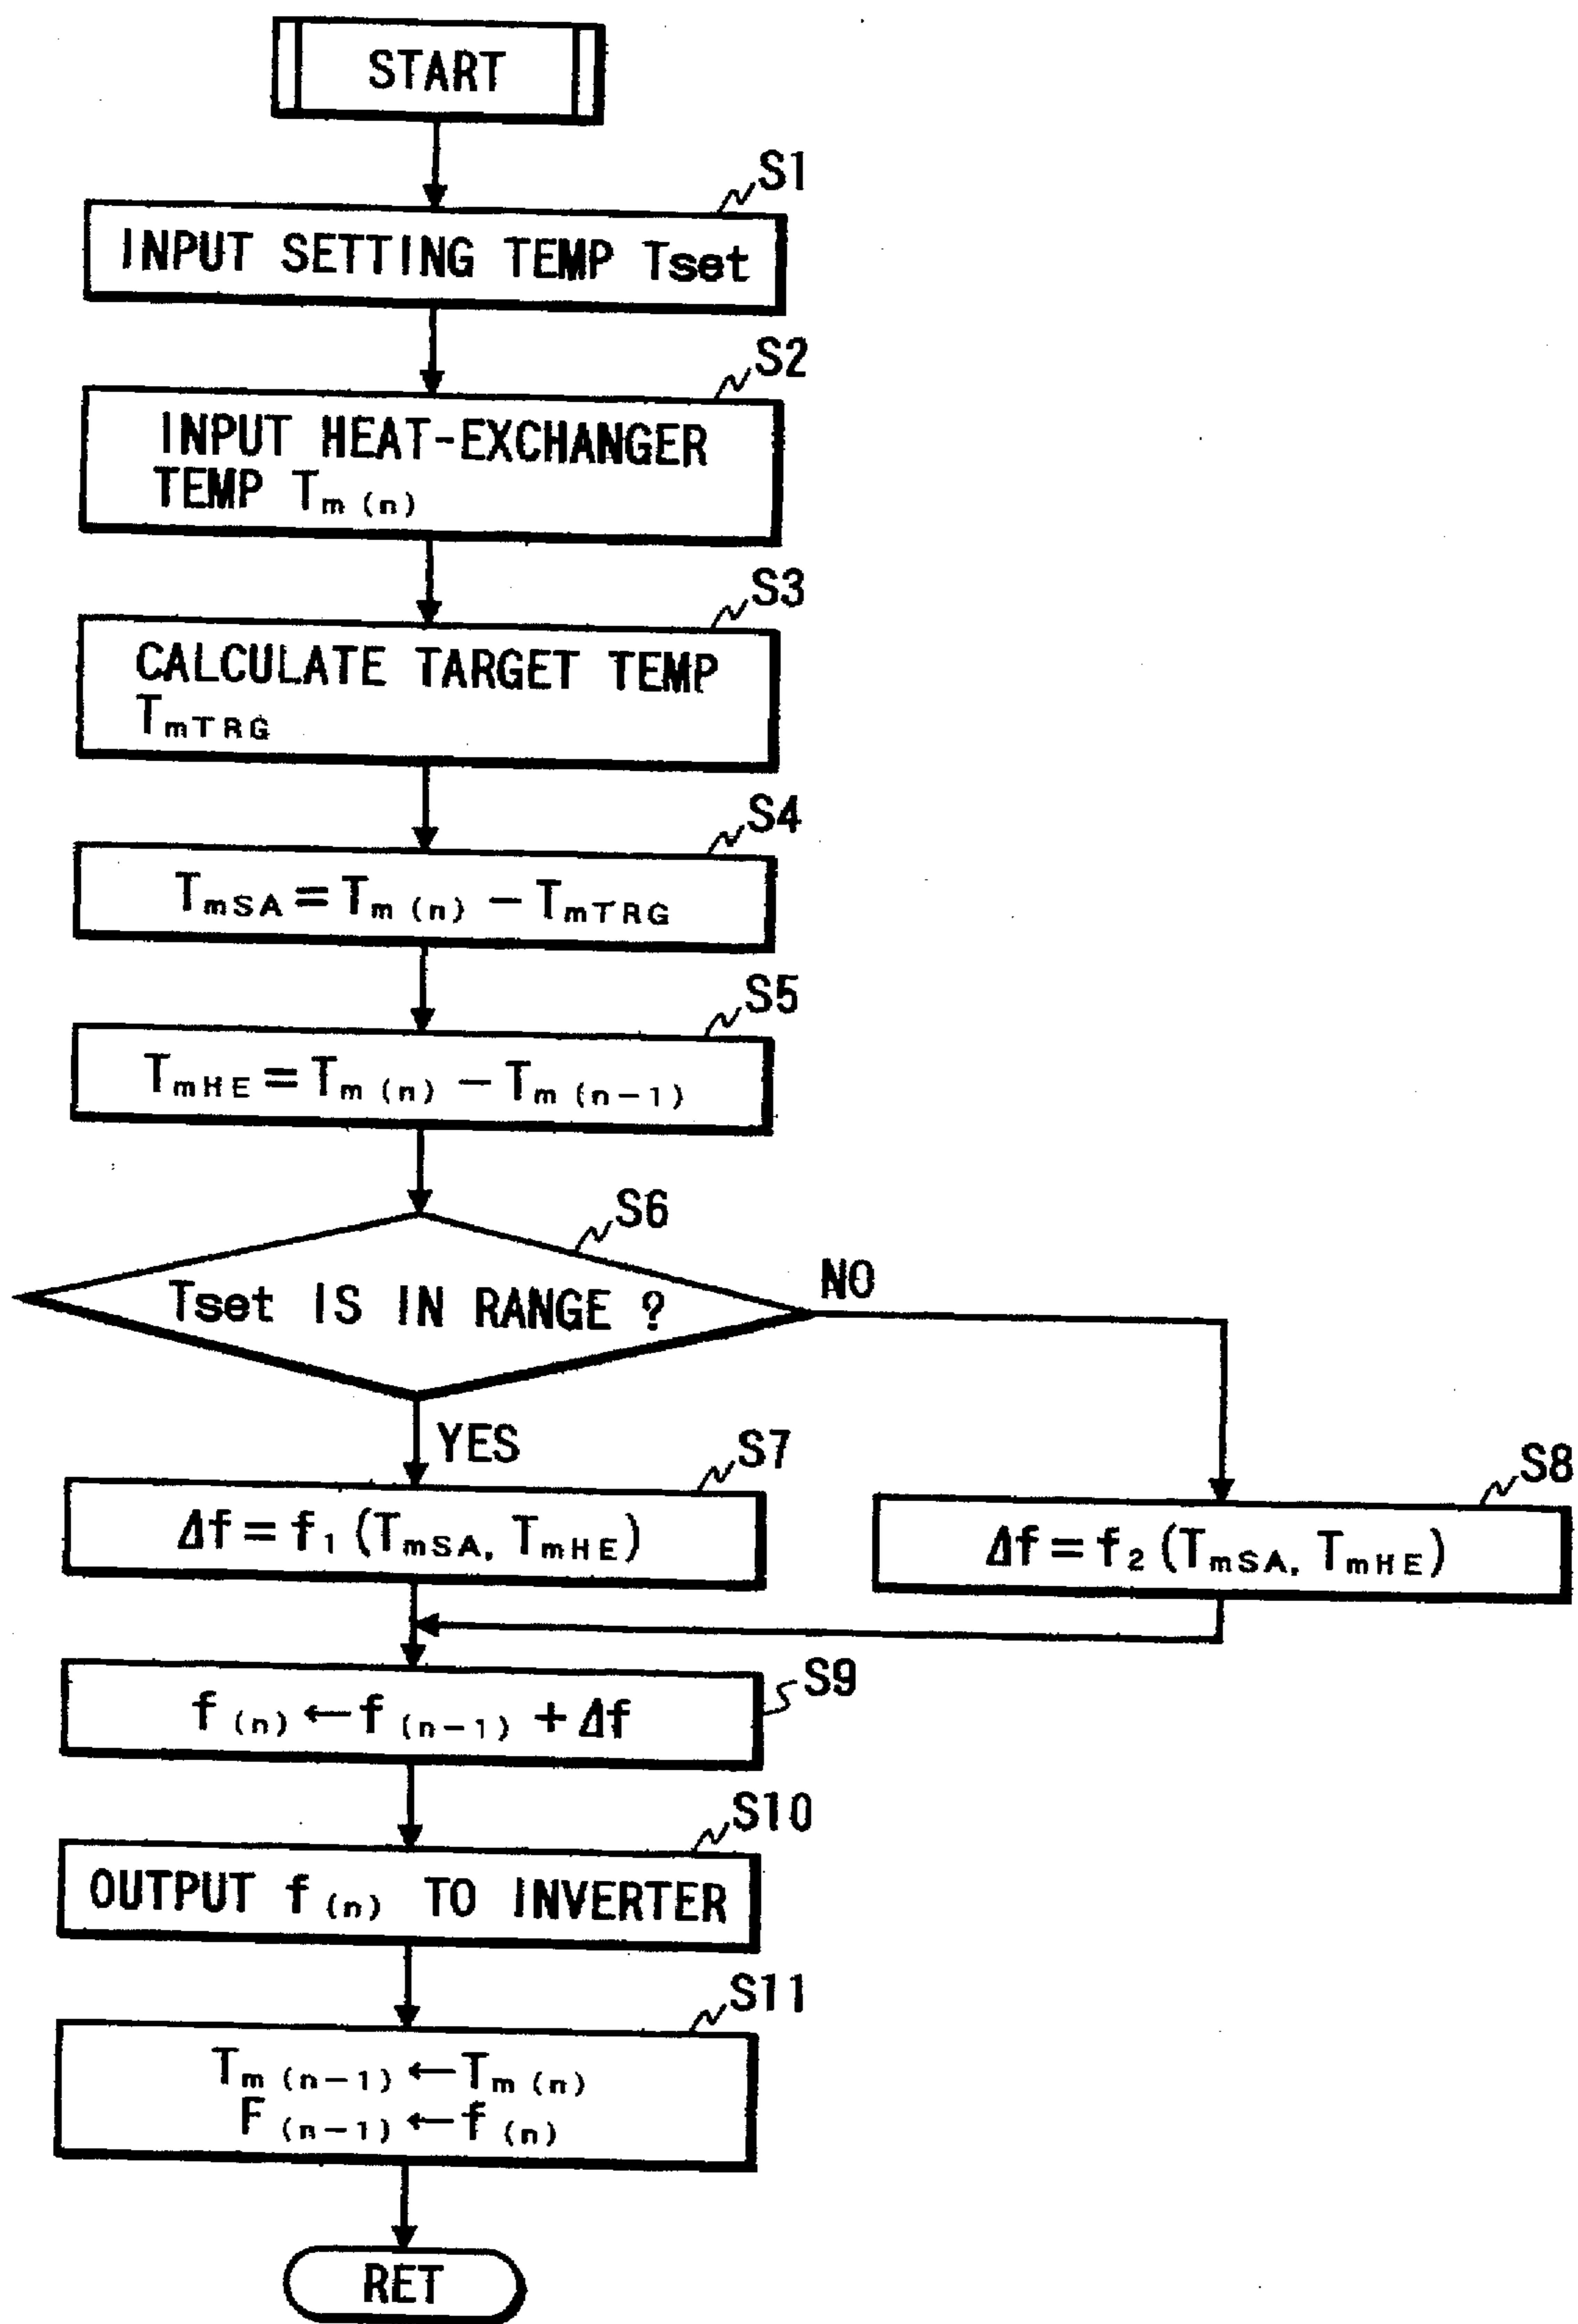 START
S1
INPUT SETTING TEMP Tset
S2
INPUT HEAT-EXCHANGER
TEMP Tm(n)
S3
CALCULATE TARGET TEMP
TmTRG
S4
TmSA = Tm(n) − TmTRG
S5
TmHE = Tm(n) − Tm(n−1)
S6
Tset IS IN RANGE ?
NO
YES
S7
Δf = f1 (TmSA, TmHE)
S8
Δf = f2 (TmSA, TmHE)
S9
f(n) ← f(n−1) + Δf
S10
OUTPUT f(n) TO INVERTER
S11
Tm(n−1) ← Tm(n)
F(n−1) ← f(n)
RET